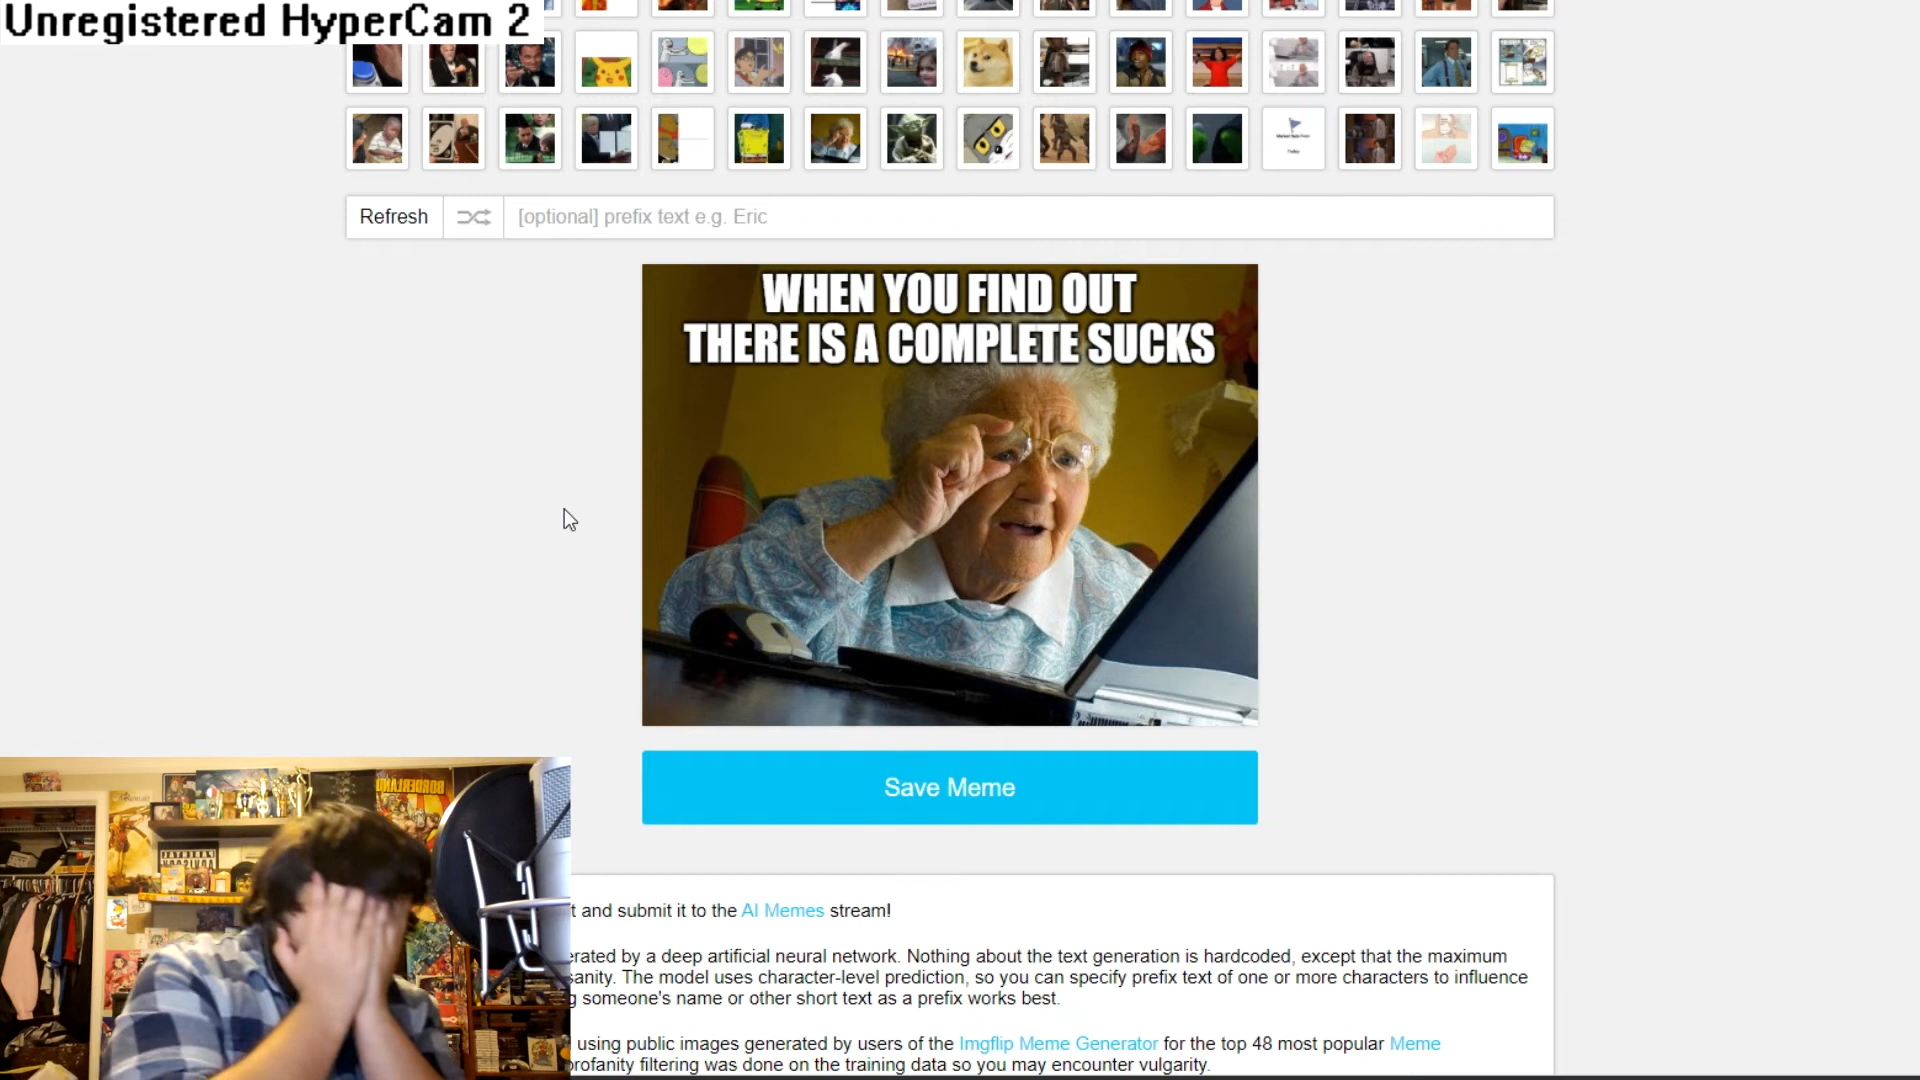 Unregistered HyperCam 2
Refresh
[optional] prefix text e.g. Eric
WHEN YOU FIND OUT
THERE IS A COMPLETE SUCKS
Save Meme
t and submit it to the AI Memes stream!
erated by a deep artificial neural network. Nothing about the text generation is hardcoded, except that the maximum
sanity. The model uses character-level prediction, so you can specify prefix text of one or more characters to influence
g someone's name or other short text as a prefix works best.
using public images generated by users of the Imgflip Meme Generator for the top 48 most popular Meme
profanity filtering was done on the training data so you may encounter vulgarity.